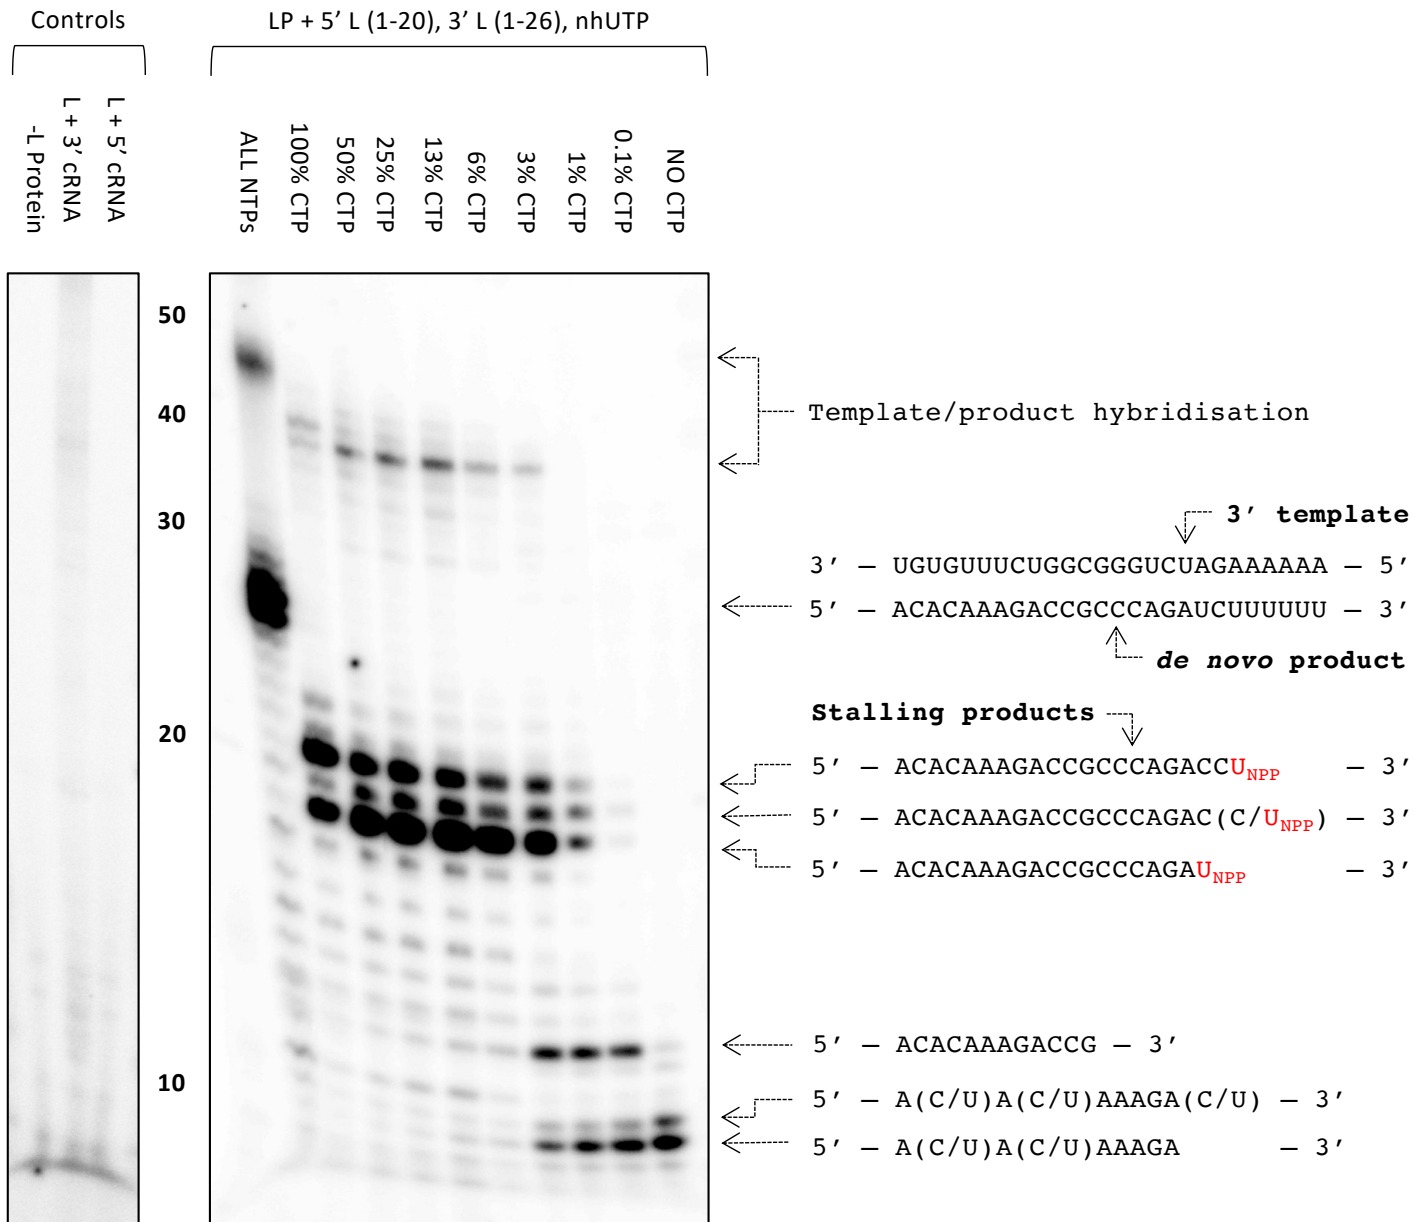 Controls
LP + 5’ L (1-20), 3’ L (1-26), nhUTP
-L Protein
L + 3’ cRNA
L + 5’ cRNA
ALL NTPs
100% CTP
50% CTP
25% CTP
13% CTP
6% CTP
3% CTP
1% CTP
0.1% CTP
NO CTP
50
40
30
20
10
Template/product hybridisation
3’ template
3’ – UGUGUUUCUGGCGGGUCUAGAAAAAA – 5’
5’ – ACACAAAGACCGCCCAGAUCUUUUUU – 3’
de novo product
Stalling products
5’ – ACACAAAGACCGCCCAGACCUNPP – 3’
5’ – ACACAAAGACCGCCCAGAC(C/UNPP) – 3’
5’ – ACACAAAGACCGCCCAGAUNPP – 3’
5’ – ACACAAAGACCG – 3’
5’ – A(C/U)A(C/U)AAAGA(C/U) – 3’
5’ – A(C/U)A(C/U)AAAGA – 3’